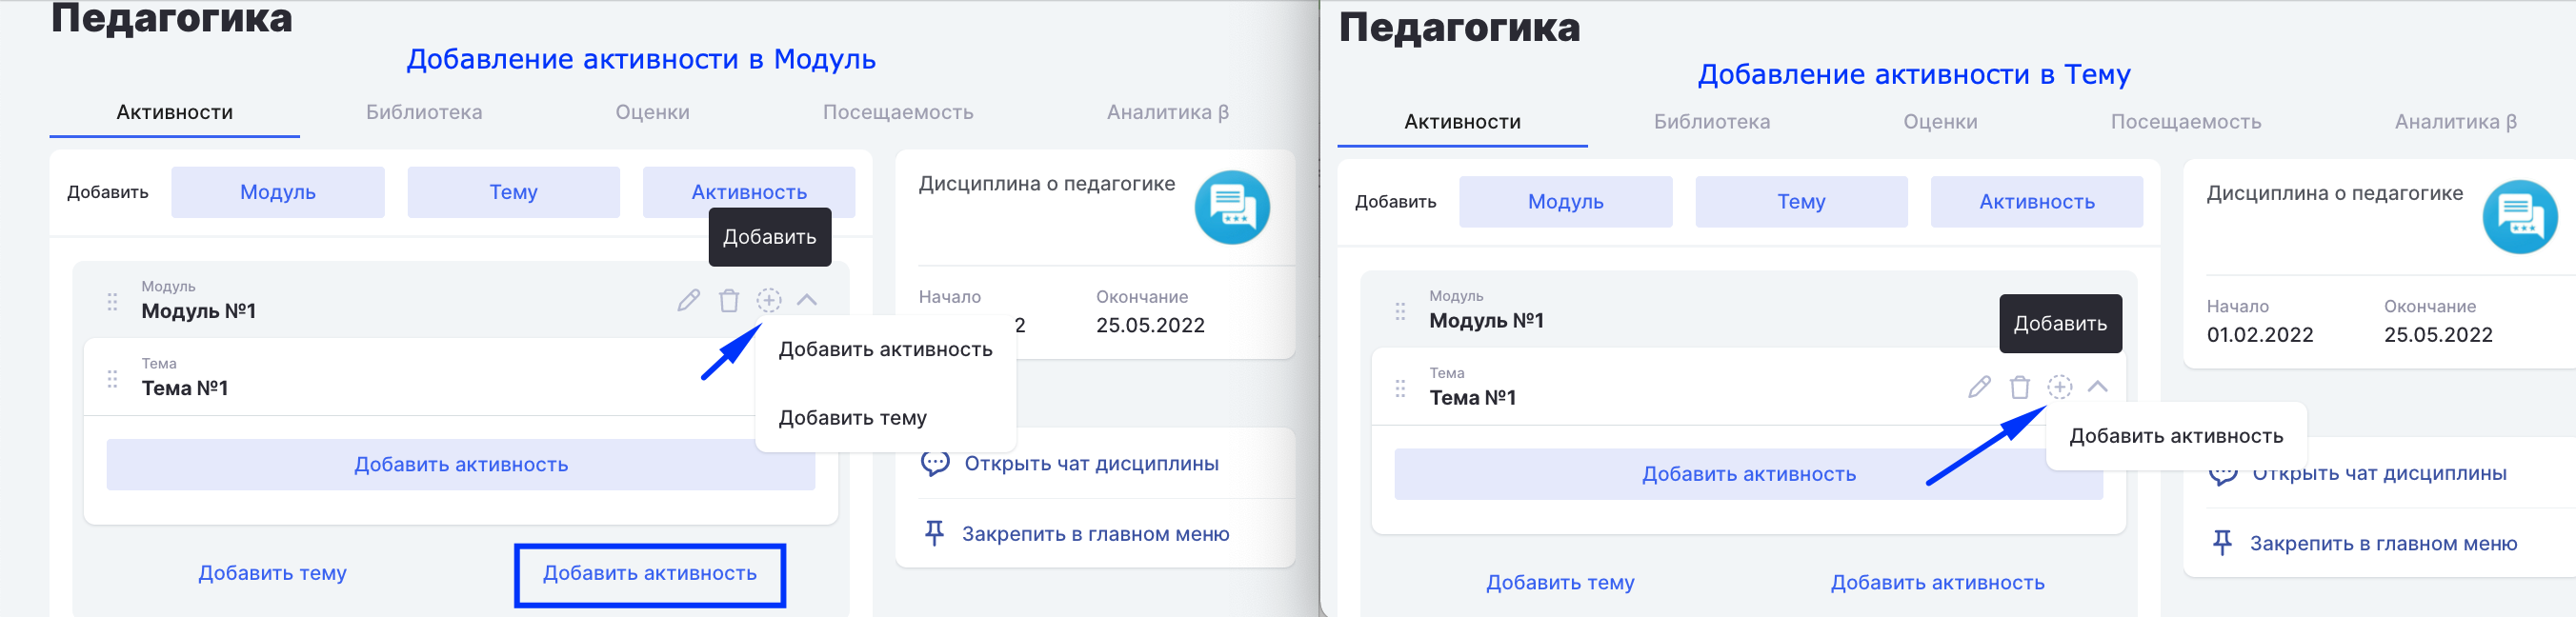 Педагогика
Добавление активности в Модуль
Активности Библиотека Оценки Посещаемость Аналитика β
Добавить Модуль Тему Активность
Добавить
Модуль
Модуль №1
Тема
Тема №1
Добавить активность
Добавить тему
Добавить активность
Добавить тему Добавить активность
Дисциплина о педагогике
Начало Окончание
2 25.05.2022
Открыть чат дисциплины
Закрепить в главном меню
Педагогика
Добавление активности в Тему
Активности Библиотека Оценки Посещаемость Аналитика β
Добавить Модуль Тему Активность
Модуль
Модуль №1
Добавить
Тема
Тема №1
Добавить активность
Добавить активность
Добавить тему Добавить активность
Дисциплина о педагогике
Начало Окончание
01.02.2022 25.05.2022
Открыть чат дисциплины
Закрепить в главном меню